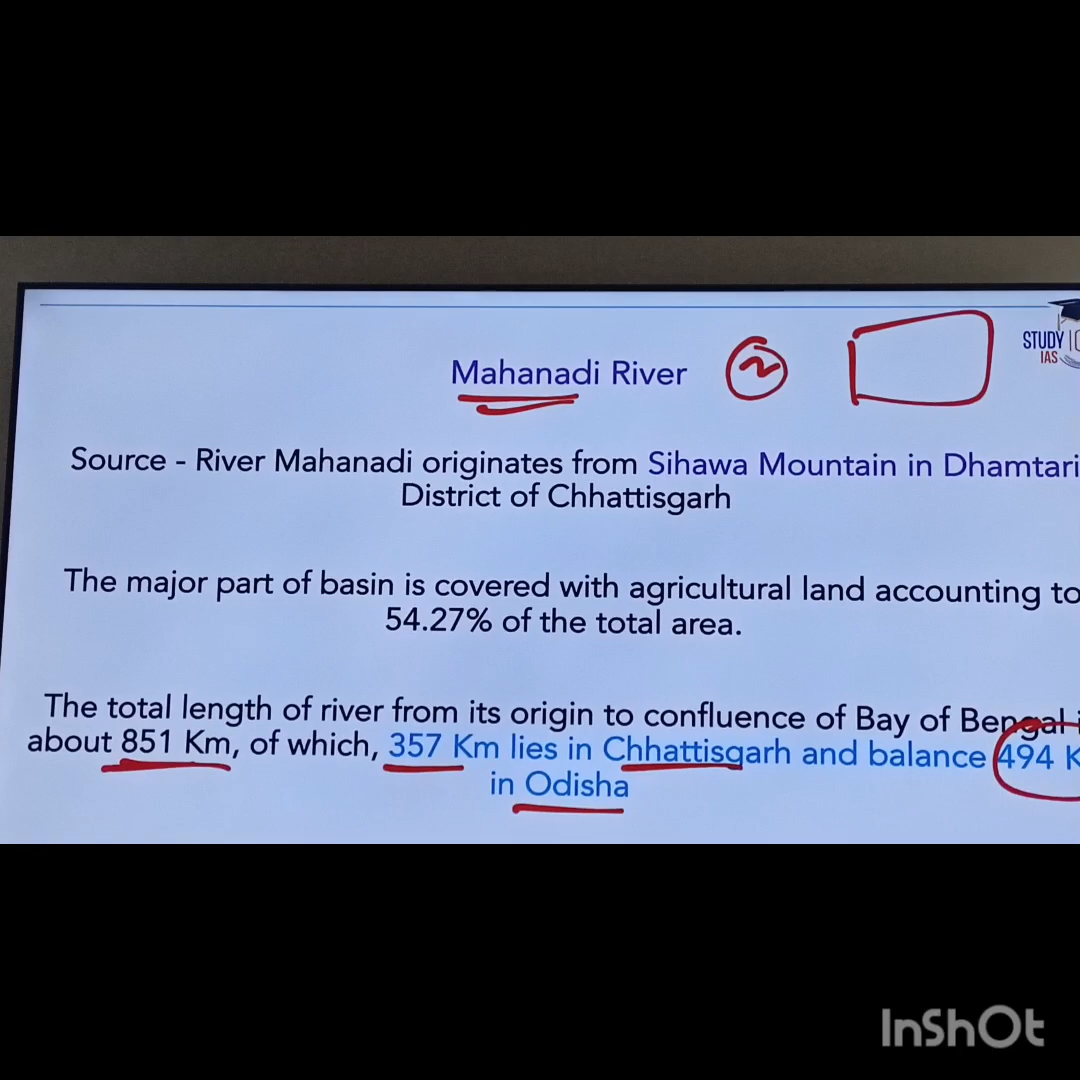 STUDY
IAS
Mahanadi River
2
Source - River Mahanadi originates from Sihawa Mountain in Dhamtari
District of Chhattisgarh
The major part of basin is covered with agricultural land accounting to
54.27% of the total area.
The total length of river from its origin to confluence of Bay of Bengal
about 851 Km, of which, 357 Km lies in Chhattisgarh and balance 494 K
in Odisha
InShOt